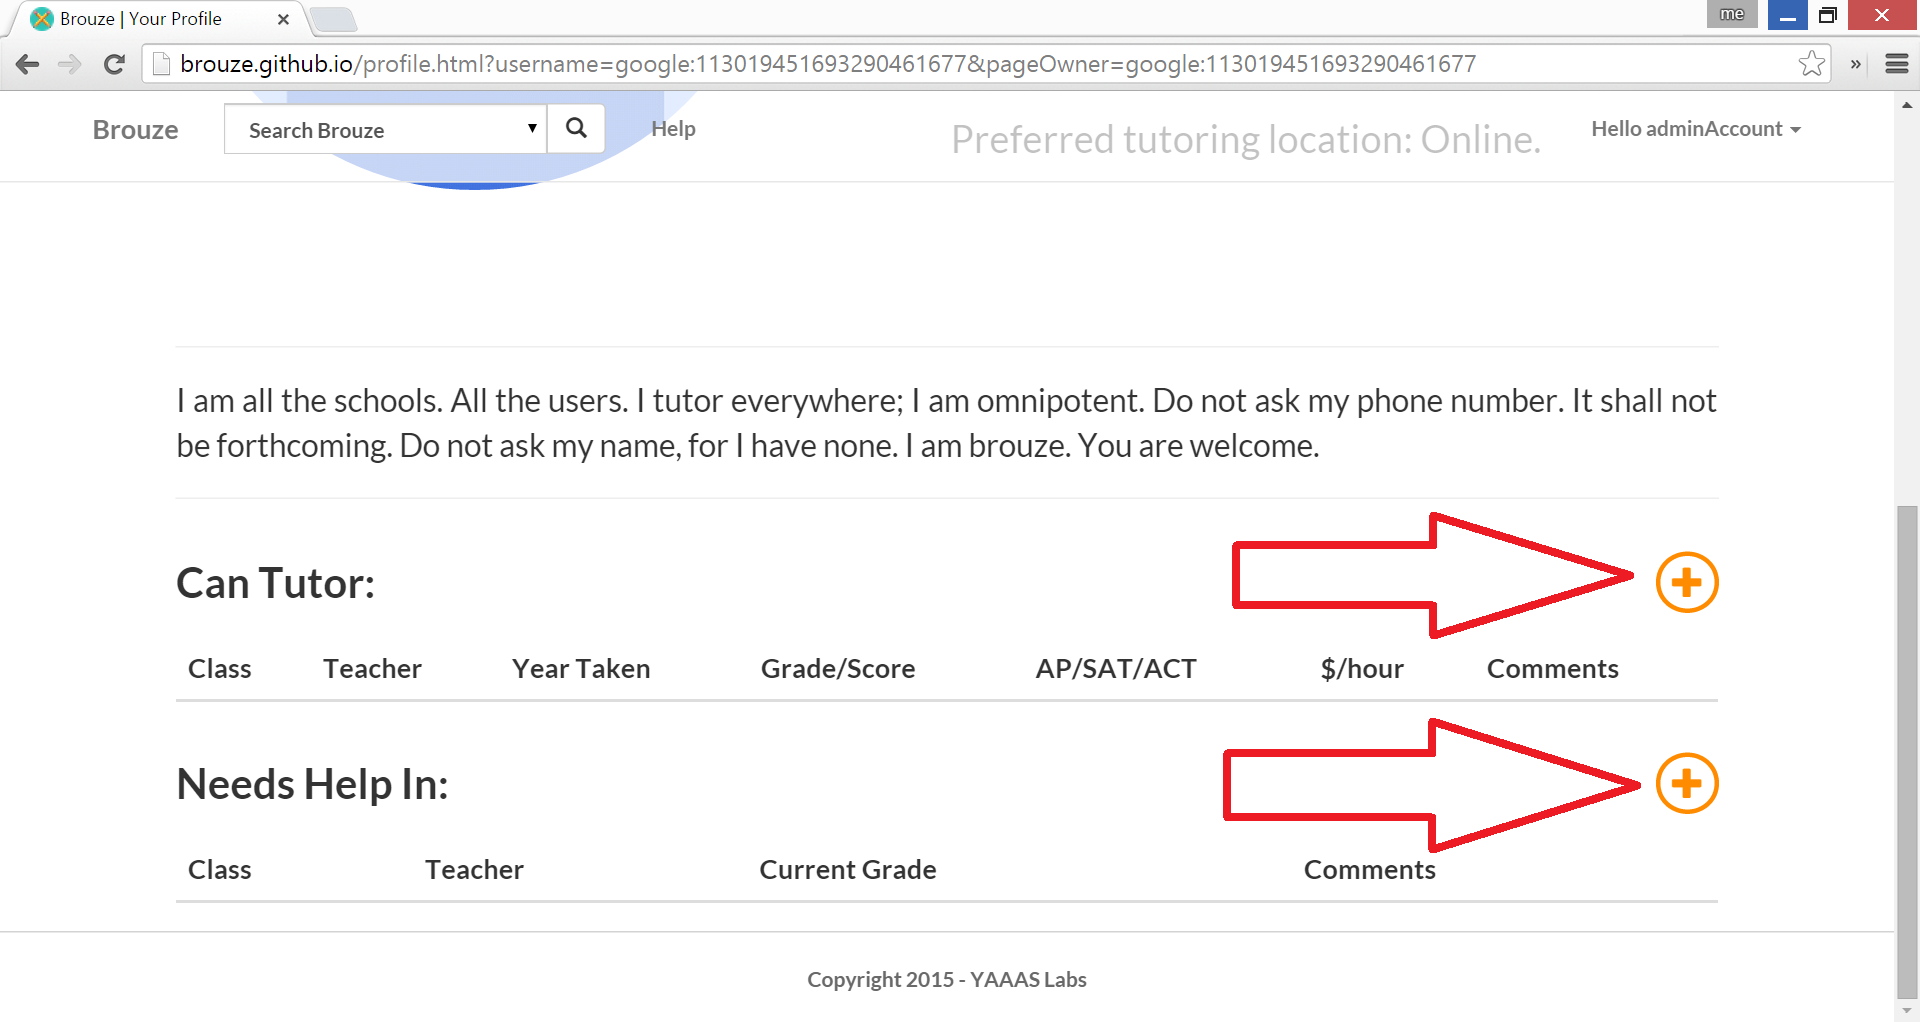 Brouze | Your Profile
me
brouze.github.io/profile.html?username=google:113019451693290461677&pageOwner=google:113019451693290461677
Brouze
Search Brouze
Help
Preferred tutoring location: Online.
Hello adminAccount
I am all the schools. All the users. I tutor everywhere; I am omnipotent. Do not ask my phone number. It shall not
be forthcoming. Do not ask my name, for I have none. I am brouze. You are welcome.
Can Tutor:
Class Teacher Year Taken Grade/Score AP/SAT/ACT $/hour Comments
Needs Help In:
Class Teacher Current Grade Comments
Copyright 2015 - YAAAS Labs